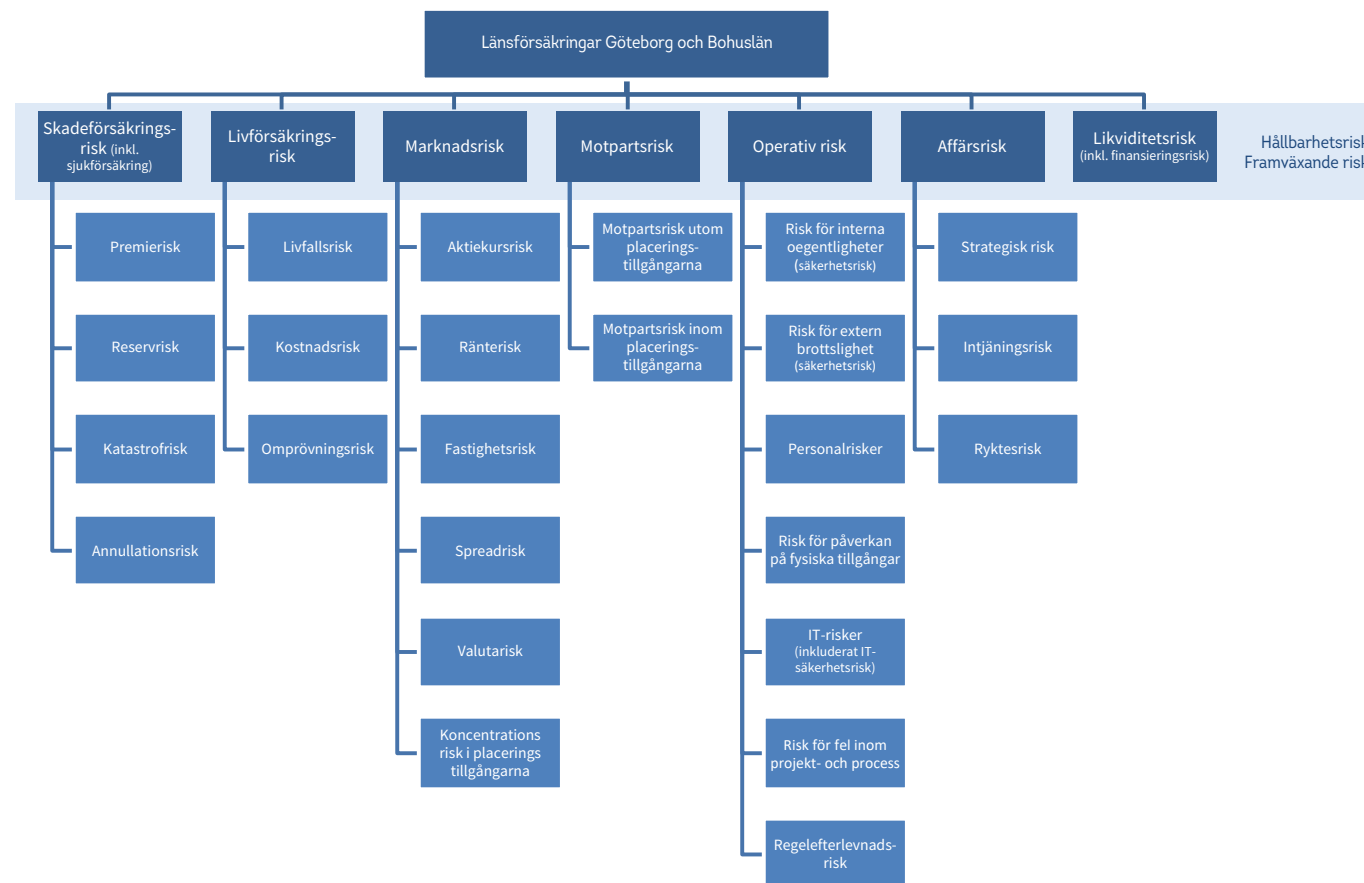 Länsförsäkringar Göteborg och Bohuslän
Skadeförsäkrings-
risk (inkl.
sjukförsäkring)
Livförsäkrings-
risk
Marknadsrisk
Motpartsrisk
Operativ risk
Affärsrisk
Likviditetsrisk
(inkl. finansieringsrisk)
Hållbarhetsrisk
Framväxande risk
Premierisk
Reservrisk
Katastrofrisk
Annullationsrisk
Livfallsrisk
Kostnadsrisk
Omprövningsrisk
Aktiekursrisk
Ränterisk
Fastighetsrisk
Spreadrisk
Valutarisk
Koncentrations
risk i placerings
tillgångarna
Motpartsrisk utom
placerings-
tillgångarna
Motpartsrisk inom
placerings-
tillgångarna
Risk för interna
oegentligheter
(säkerhetsrisk)
Risk för extern
brottslighet
(säkerhetsrisk)
Personalrisker
Risk för påverkan
på fysiska tillgångar
IT-risker
(inkluderat IT-
säkerhetsrisk)
Risk för fel inom
projekt- och process
Regelefterlevnads-
risk
Strategisk risk
Intjäningsrisk
Ryktesrisk